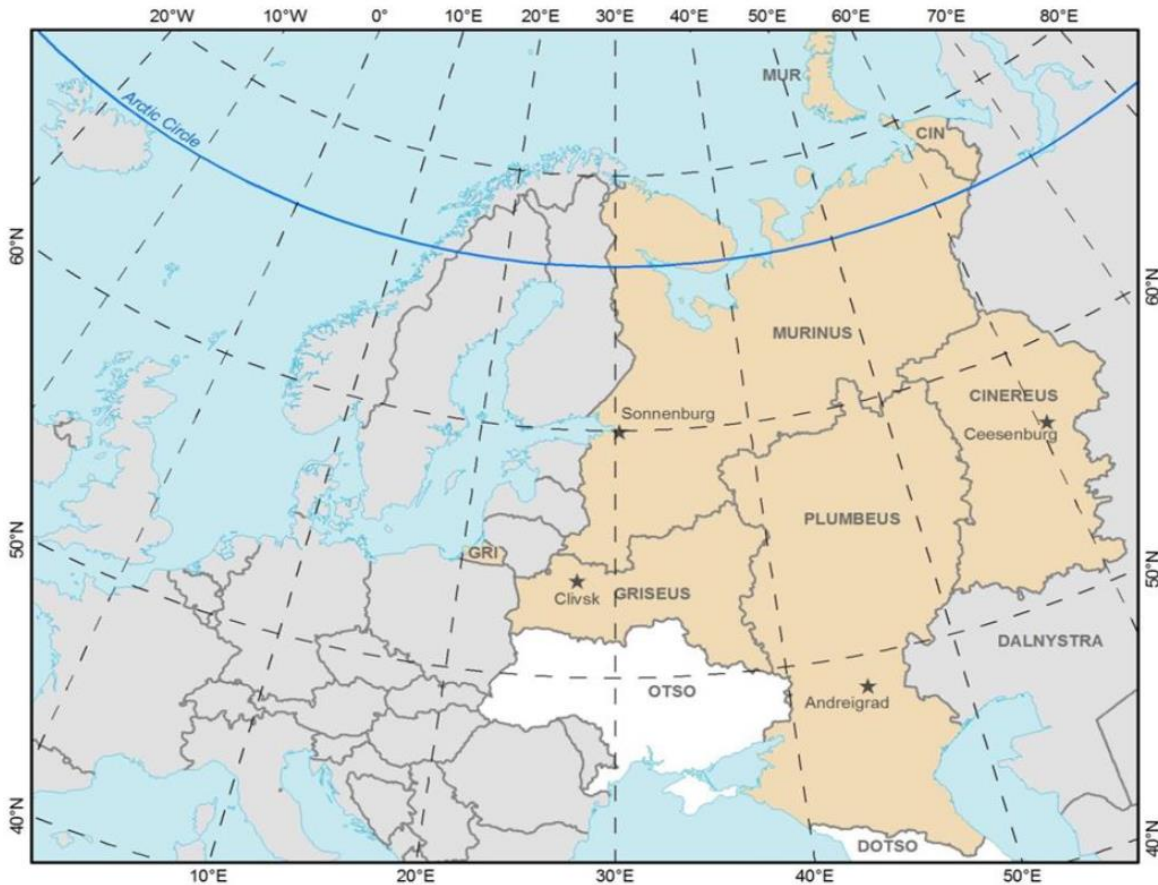 20°W 10°W 0° 10°E 20°E 30°E 40°E 50°E 60°E 70°E 80°E
MUR
Arctic Circle
CIN
60°N
60°N
MURINUS
CINEREUS
Sonnenburg
Ceesenburg
PLUMBEUS
50°N
GRI
50°N
Clivsk
GRISEUS
DALNYSTRA
OTSO
Andreigrad
40°N
40°N
DOTSO
10°E 20°E 30°E 40°E 50°E